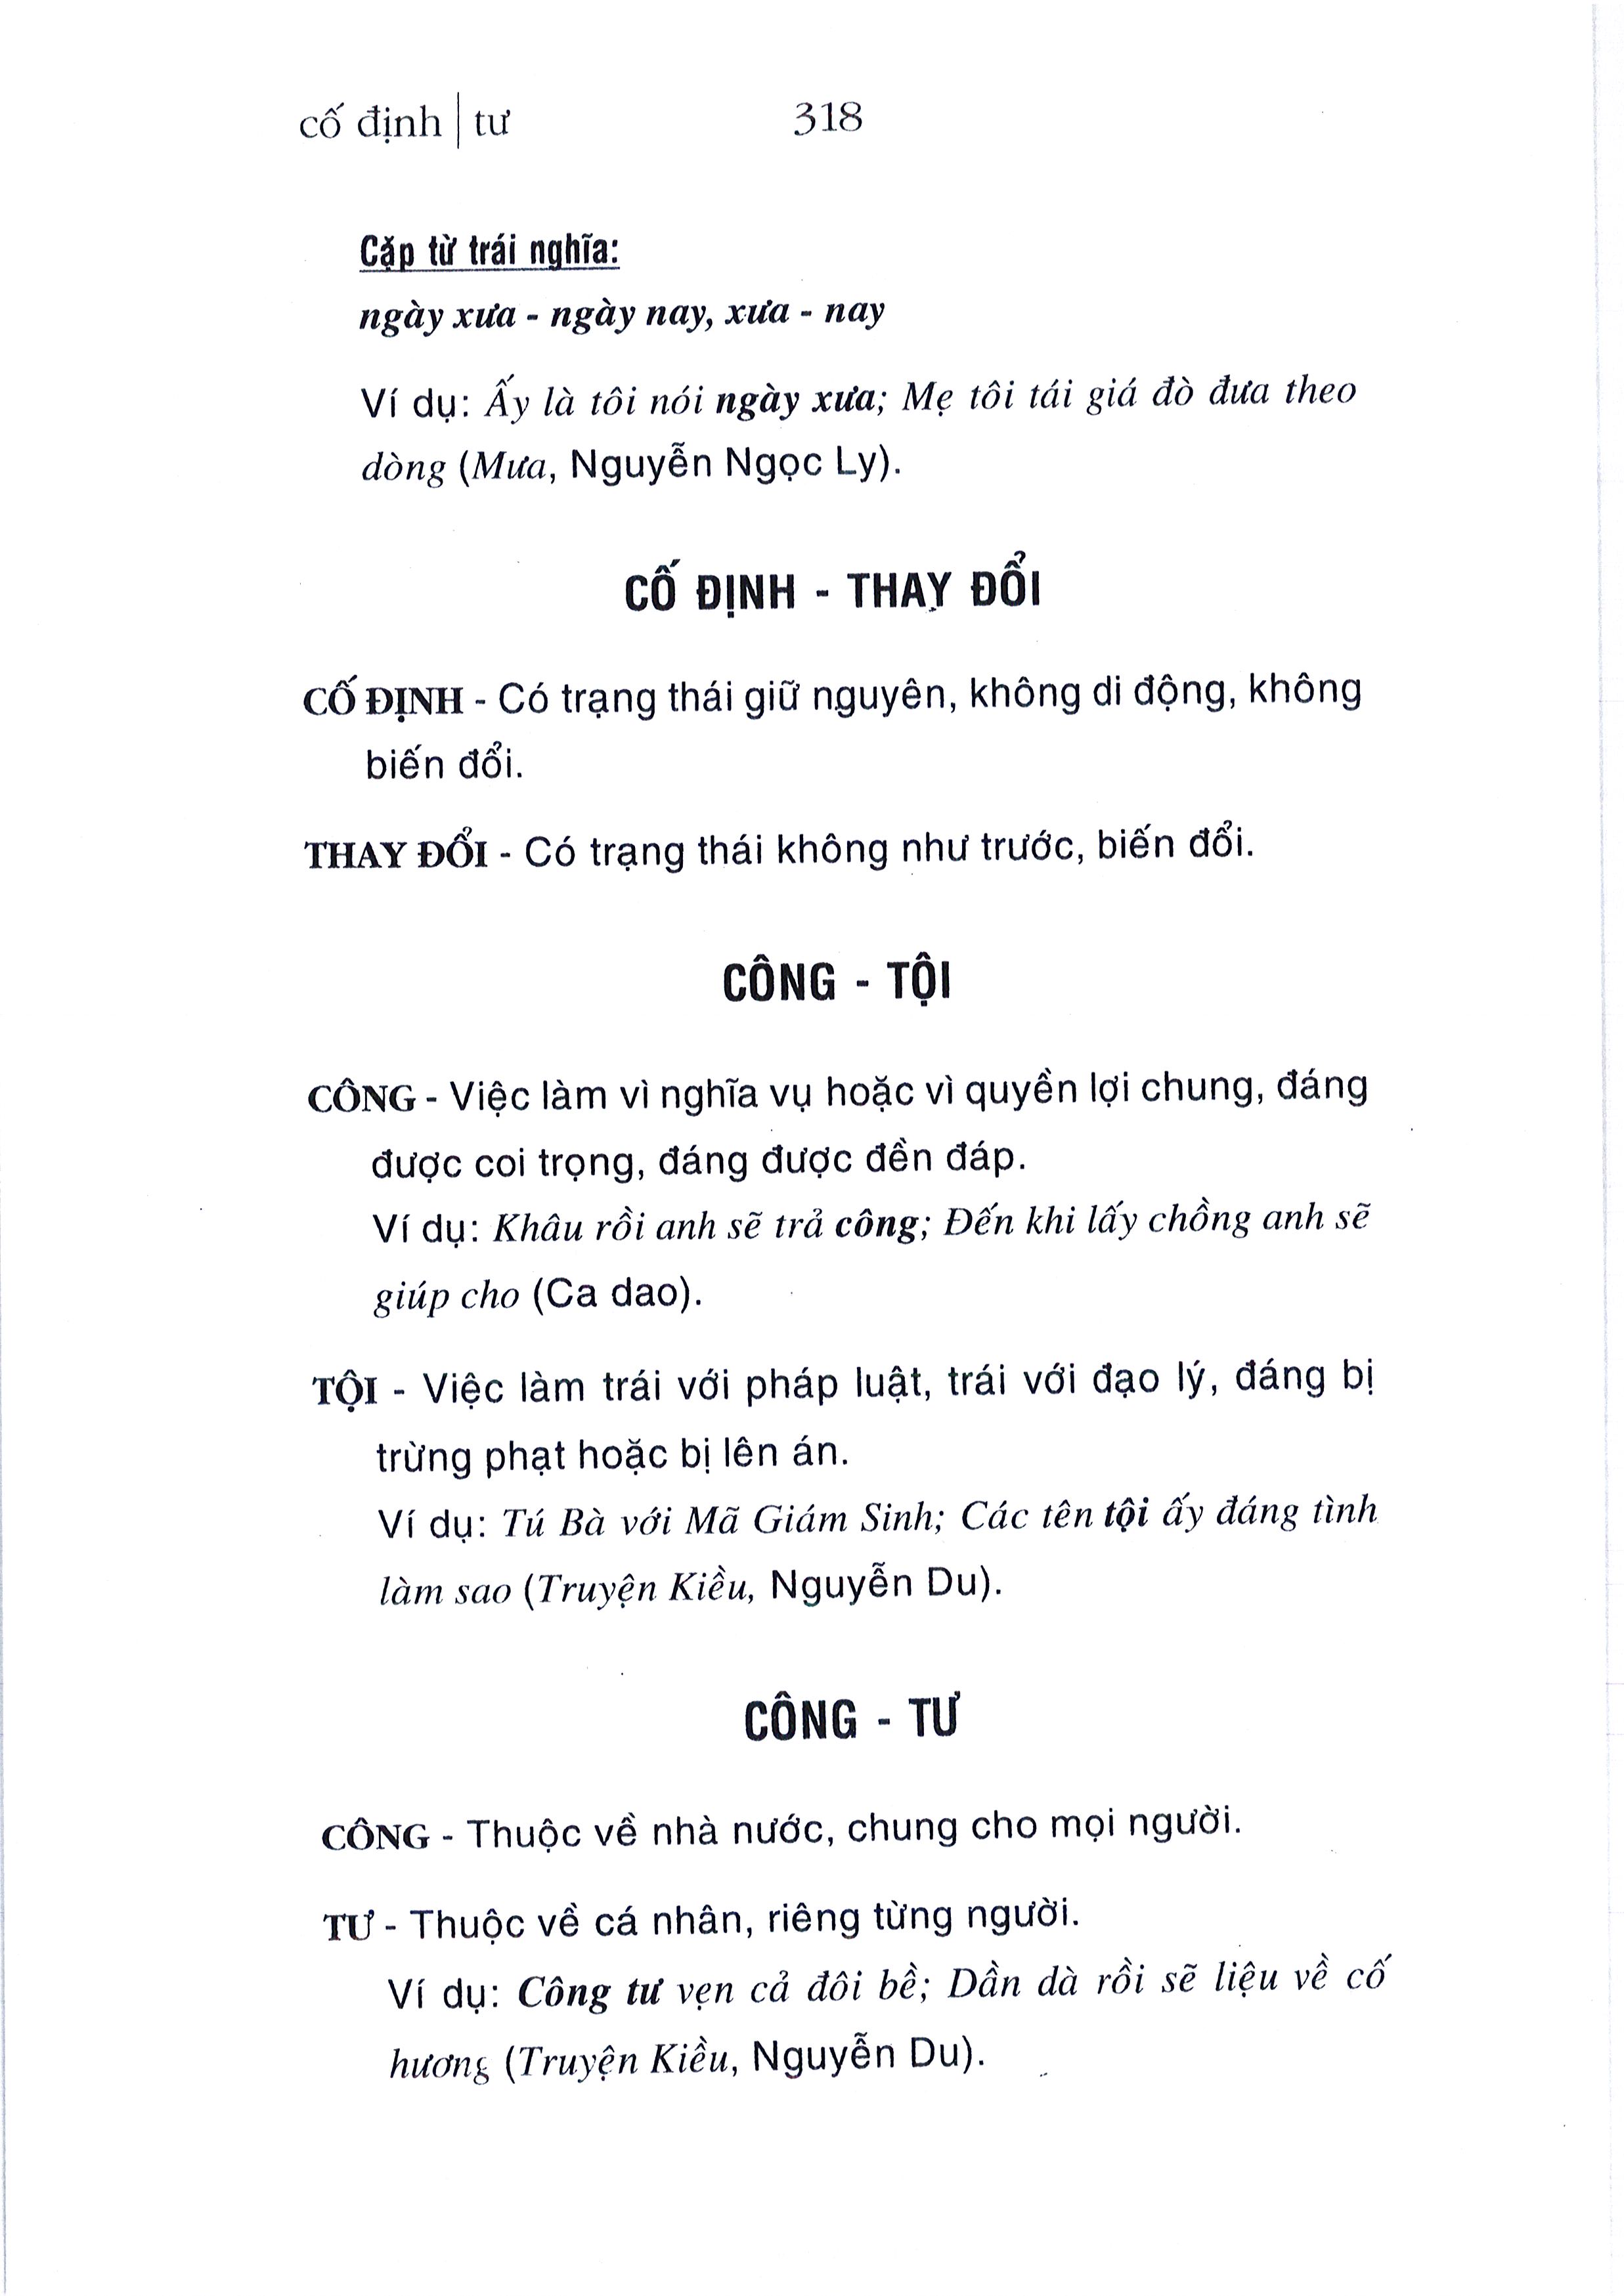 cố định | tư 318
Cặp từ trái nghĩa:
ngày xưa - ngày nay, xưa - nay
Ví dụ: Ấy là tôi nói ngày xưa; Mẹ tôi tái giá đò đưa theo
dòng (Mưa, Nguyễn Ngọc Ly).
CỐ ĐỊNH - THAY ĐỔI
CỐ ĐỊNH - Có trạng thái giữ nguyên, không di động, không
biến đổi.
THAY ĐỔI - Có trạng thái không như trước, biến đổi.
CÔNG - TỘI
CÔNG - Việc làm vì nghĩa vụ hoặc vì quyền lợi chung, đáng
được coi trọng, đáng được đền đáp.
Ví dụ: Khâu rồi anh sẽ trả công; Đến khi lấy chồng anh sẽ
giúp cho (Ca dao).
TỘI - Việc làm trái với pháp luật, trái với đạo lý, đáng bị
trừng phạt hoặc bị lên án.
Ví dụ: Tú Bà với Mã Giám Sinh; Các tên tội ấy đáng tình
làm sao (Truyện Kiều, Nguyễn Du).
CÔNG - TƯ
CÔNG - Thuộc về nhà nước, chung cho mọi người.
TƯ - Thuộc về cá nhân, riêng từng người.
Ví dụ: Công tư vẹn cả đôi bề; Dần dà rồi sẽ liệu về cố
hương (Truyện Kiều, Nguyễn Du).